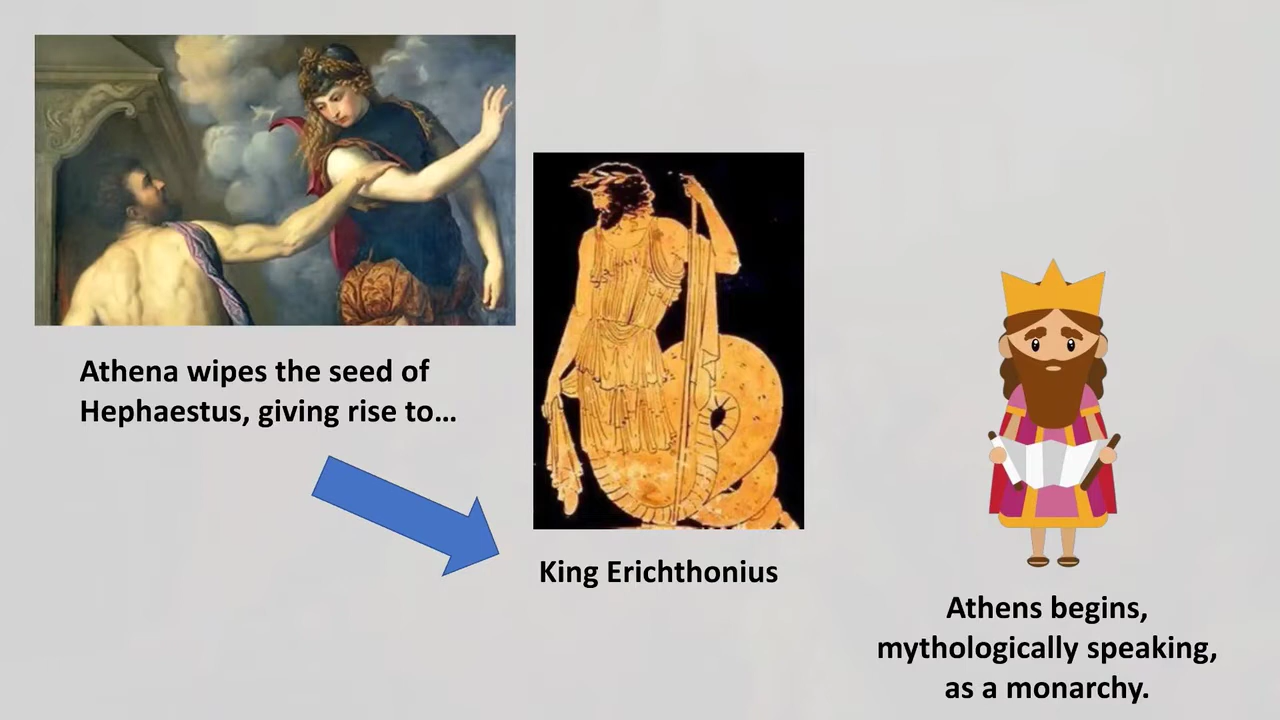 Athena wipes the seed of
Hephaestus, giving rise to…
King Erichthonius
Athens begins,
mythologically speaking,
as a monarchy.